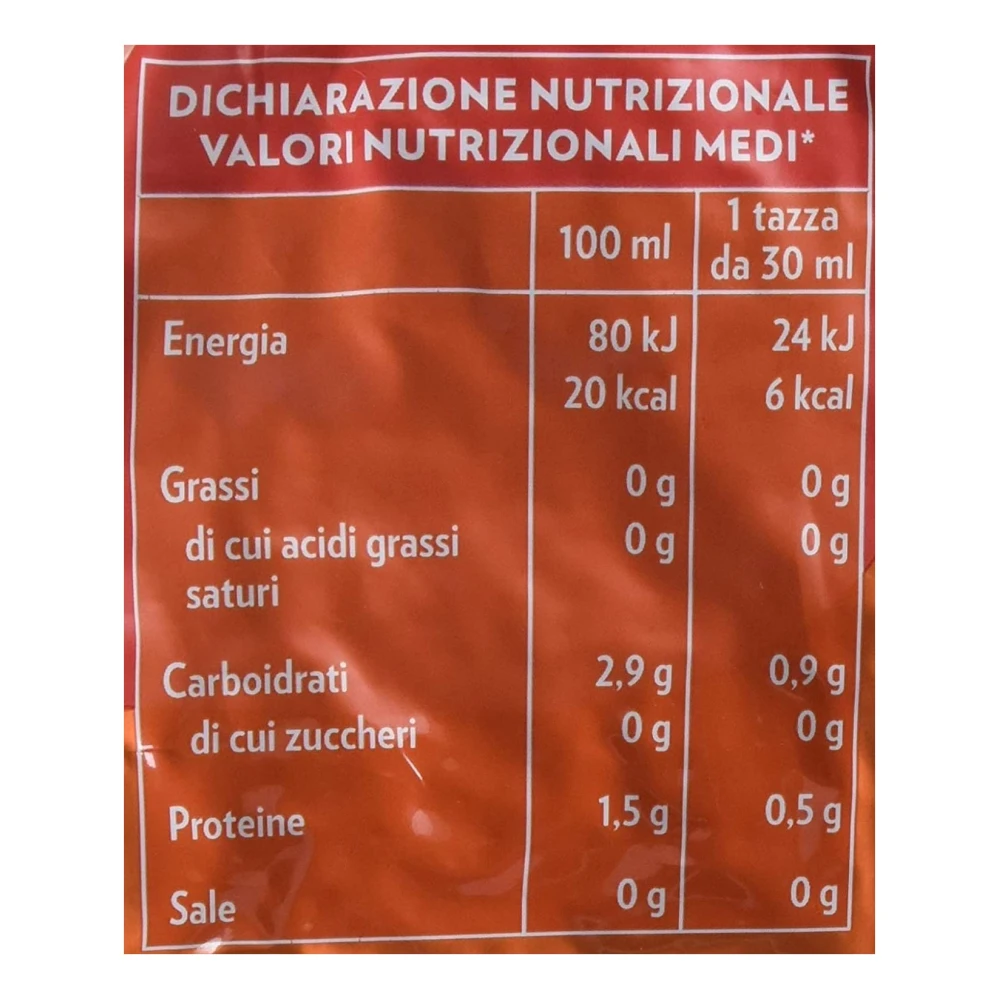 DICHIARAZIONE NUTRIZIONALE
VALORI NUTRIZIONALI MEDI*
100 ml
1 tazza
da 30 ml
Energia 80 kJ 24 kJ
20 kcal 6 kcal
Grassi 0 g 0 g
di cui acidi grassi 0 g 0 g
saturi
Carboidrati 2,9 g 0,9 g
di cui zuccheri 0 g 0 g
Proteine 1,5 g 0,5 g
Sale 0 g 0 g